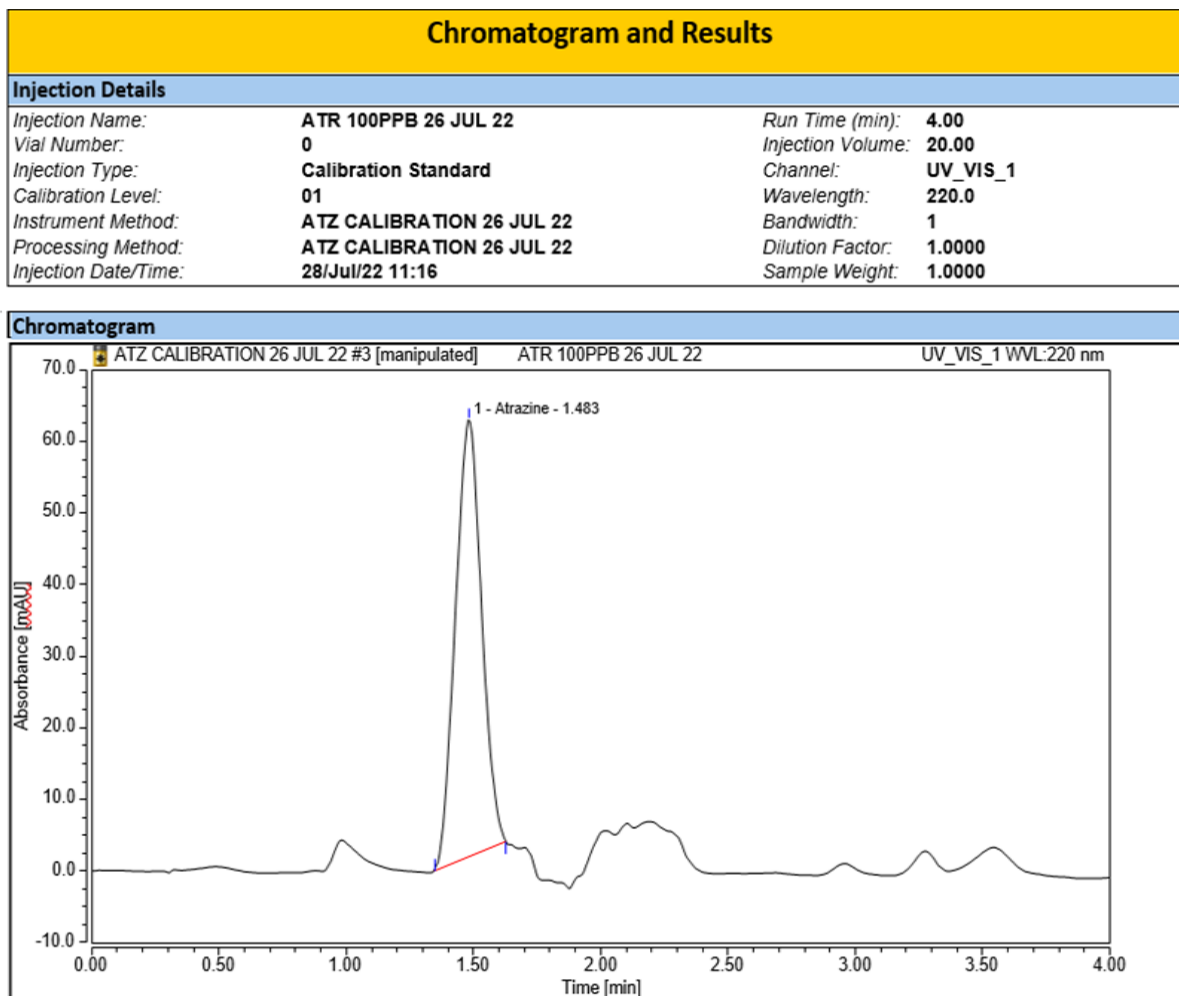 Chromatogram and Results
Injection Details
Injection Name: ATR 100PPB 26 JUL 22 Run Time (min): 4.00
Vial Number: 0 Injection Volume: 20.00
Injection Type: Calibration Standard Channel: UV_VIS_1
Calibration Level: 01 Wavelength: 220.0
Instrument Method: ATZ CALIBRATION 26 JUL 22 Bandwidth: 1
Processing Method: ATZ CALIBRATION 26 JUL 22 Dilution Factor: 1.0000
Injection Date/Time: 28/Jul/22 11:16 Sample Weight: 1.0000
Chromatogram
ATZ CALIBRATION 26 JUL 22 #3 [manipulated] ATR 100PPB 26 JUL 22 UV_VIS_1 WVL:220 nm
70.0
1 - Atrazine - 1.483
60.0
50.0
40.0
30.0
20.0
10.0
0.0
-10.0
Absorbance [mAU]
0.00 0.50 1.00 1.50 2.00 2.50 3.00 3.50 4.00
Time [min]